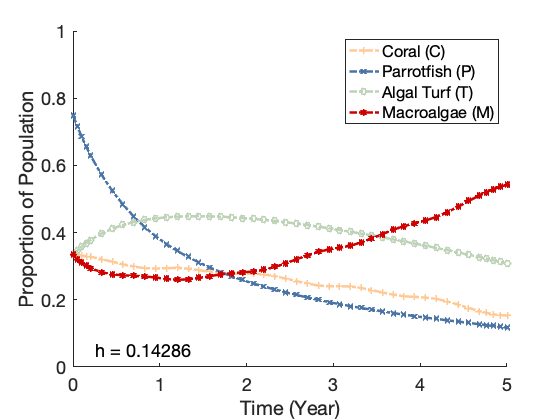 1
0.8
0.6
0.4
0.2
0
0
1
2
3
4
5
Proportion of Population
Time (Year)
Coral (C)
Parrotfish (P)
Algal Turf (T)
Macroalgae (M)
h = 0.14286